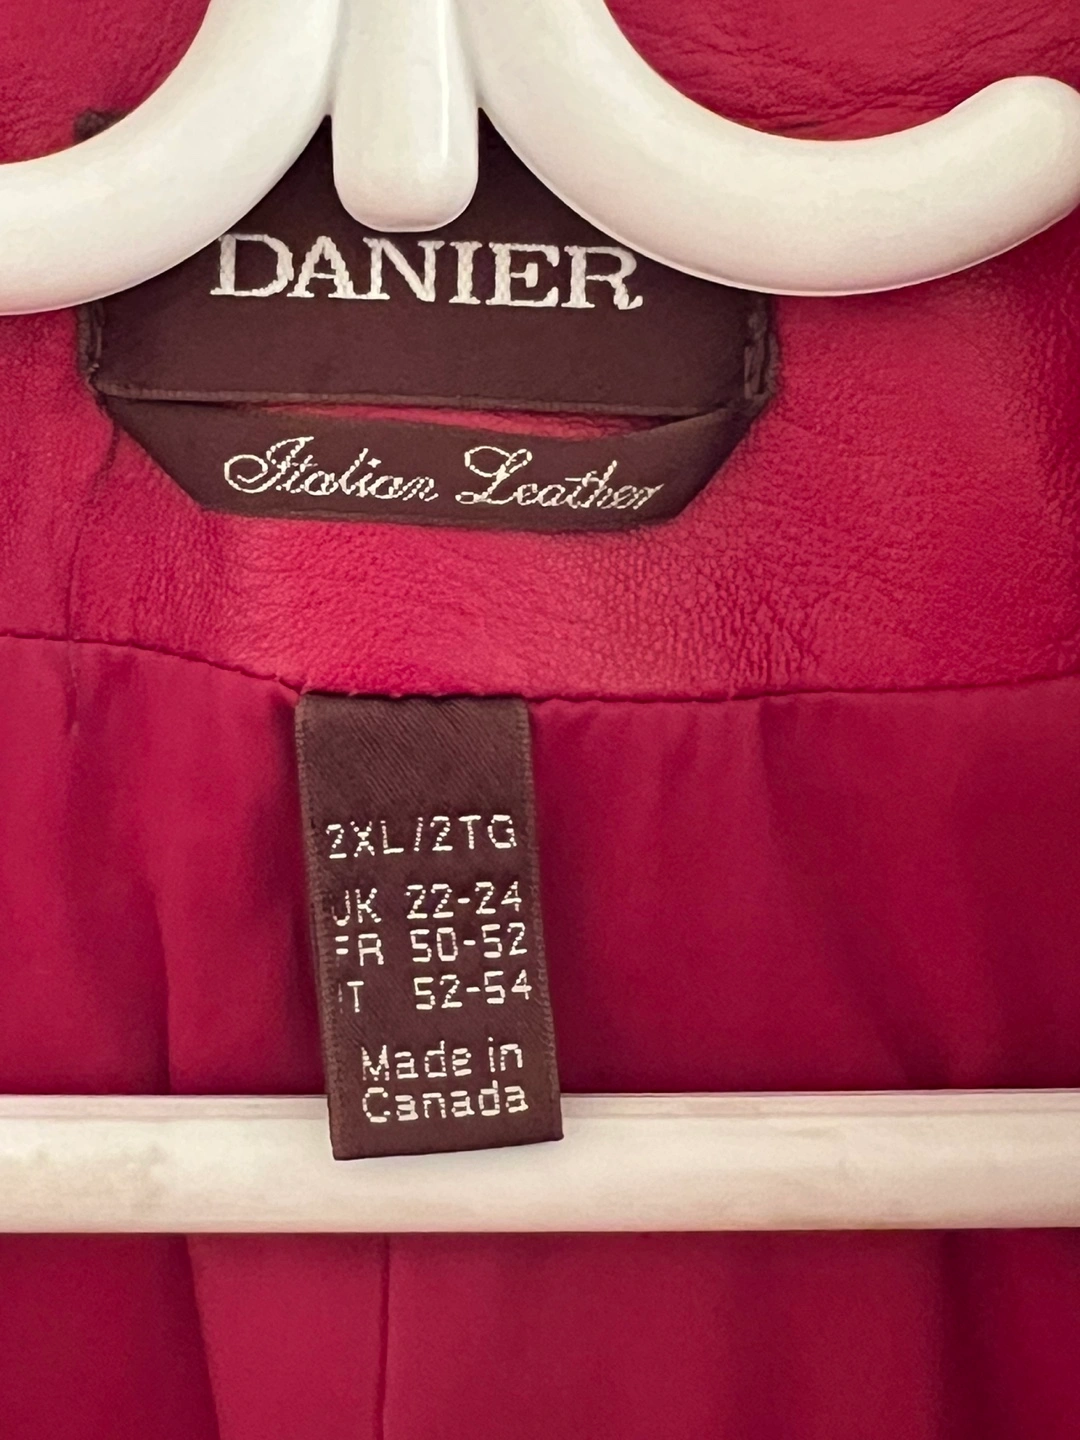 DANIER
Italian Leather
2XL/2TG
UK 22-24
FR 50-52
IT 52-54
Made in
Canada